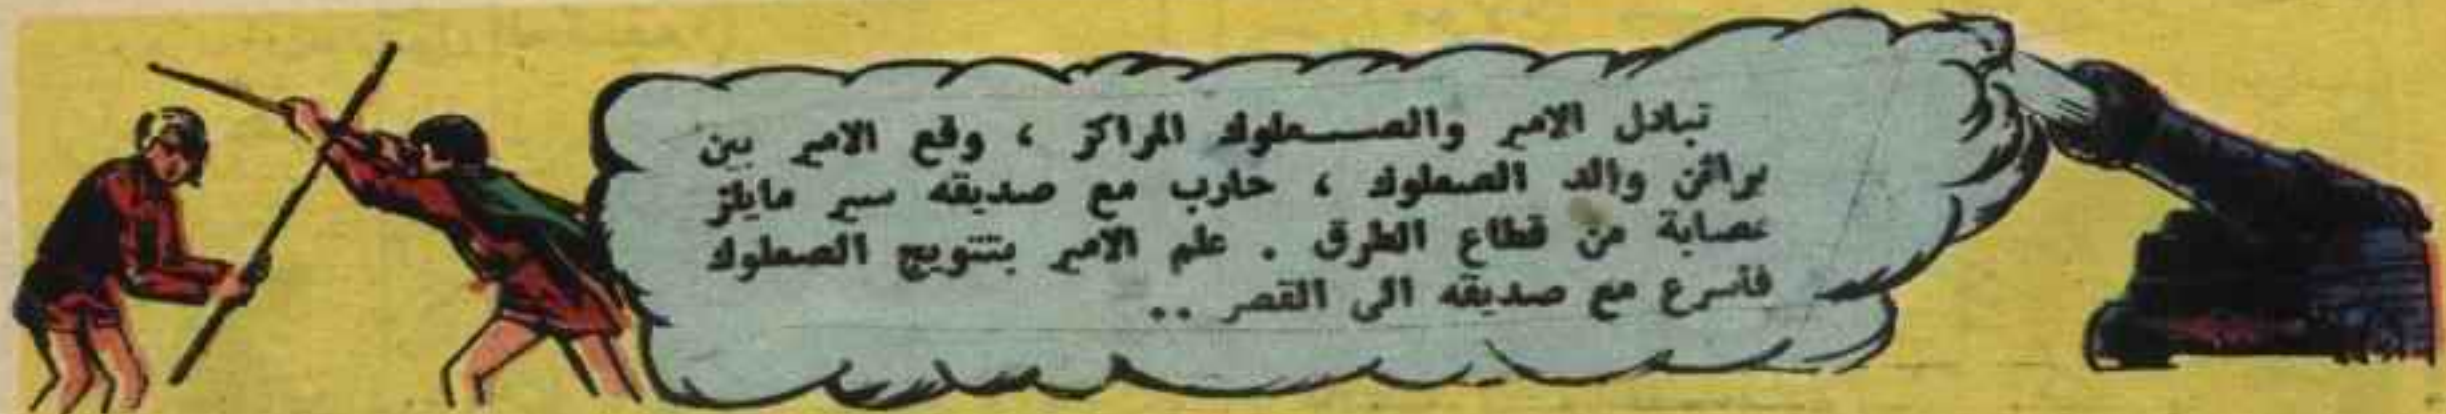 تبادل الامير والصعلوك المراكز ، وقع الامير بين
براثن والد الصعلوك ، حارب مع صديقه سير مايلز
عصابة من قطاع الطرق . علم الامير بتتويج الصعلوك
فأسرع مع صديقه الى القصر ..